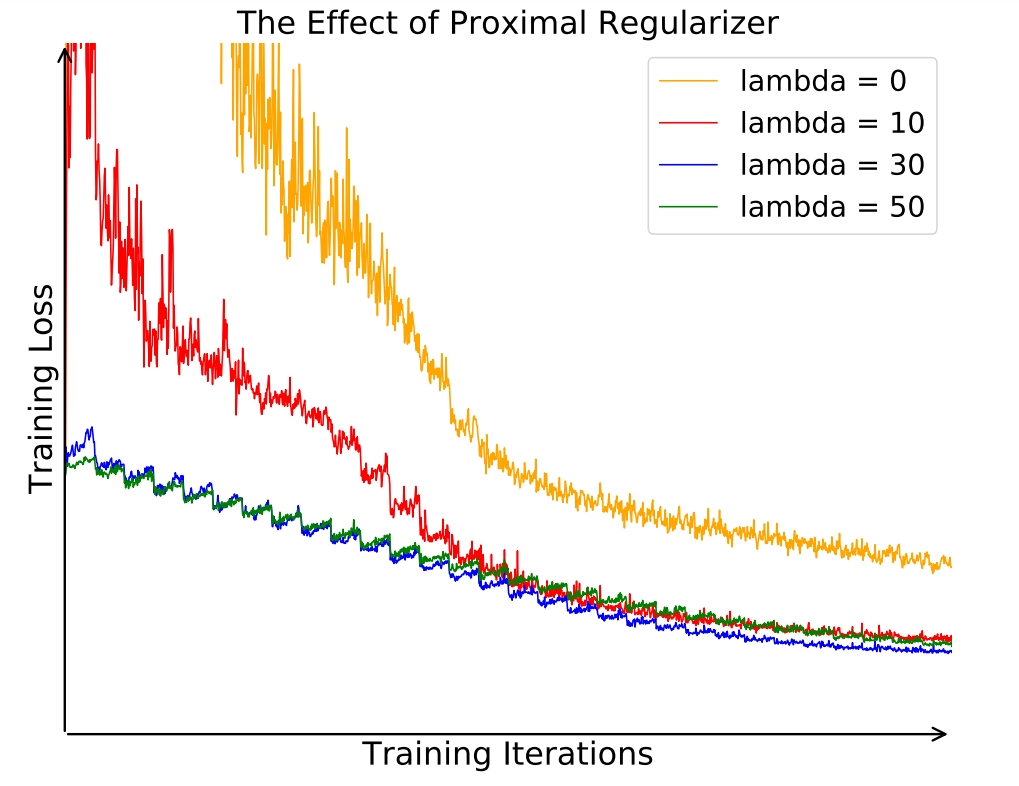 The Effect of Proximal Regularizer
lambda = 0
lambda = 10
lambda = 30
lambda = 50
Training Loss
Training Iterations